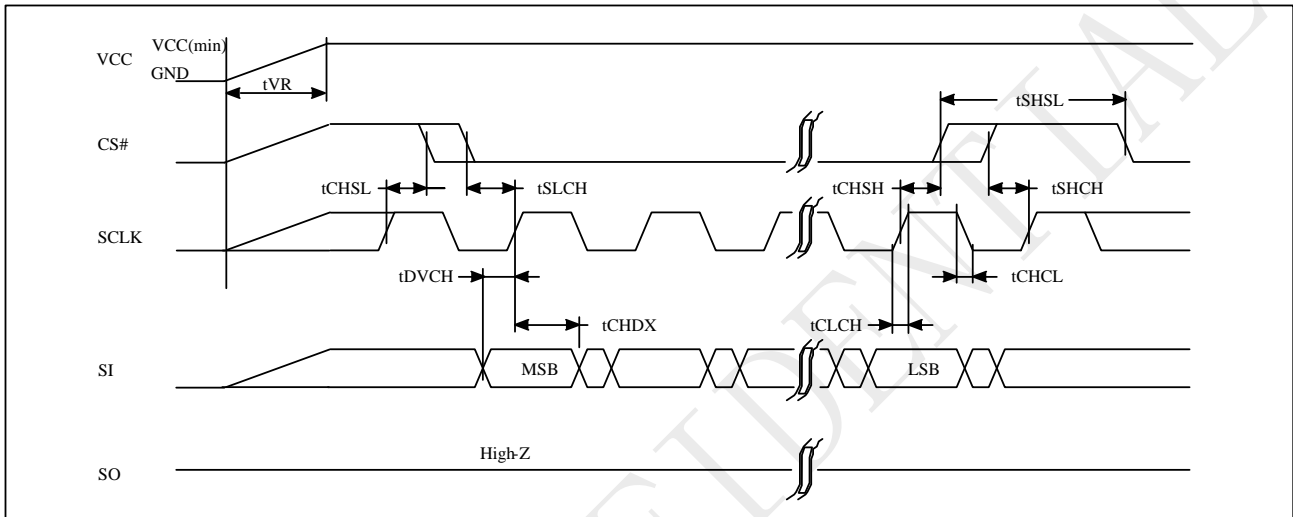 VCC
VCC(min)
GND
tVR
tSHSL
CS#
tCHSL
tSLCH
tCHSH
tSHCH
SCLK
tDVCH
tCHCL
tCHDX
tCLCH
SI
MSB
LSB
High-Z
SO